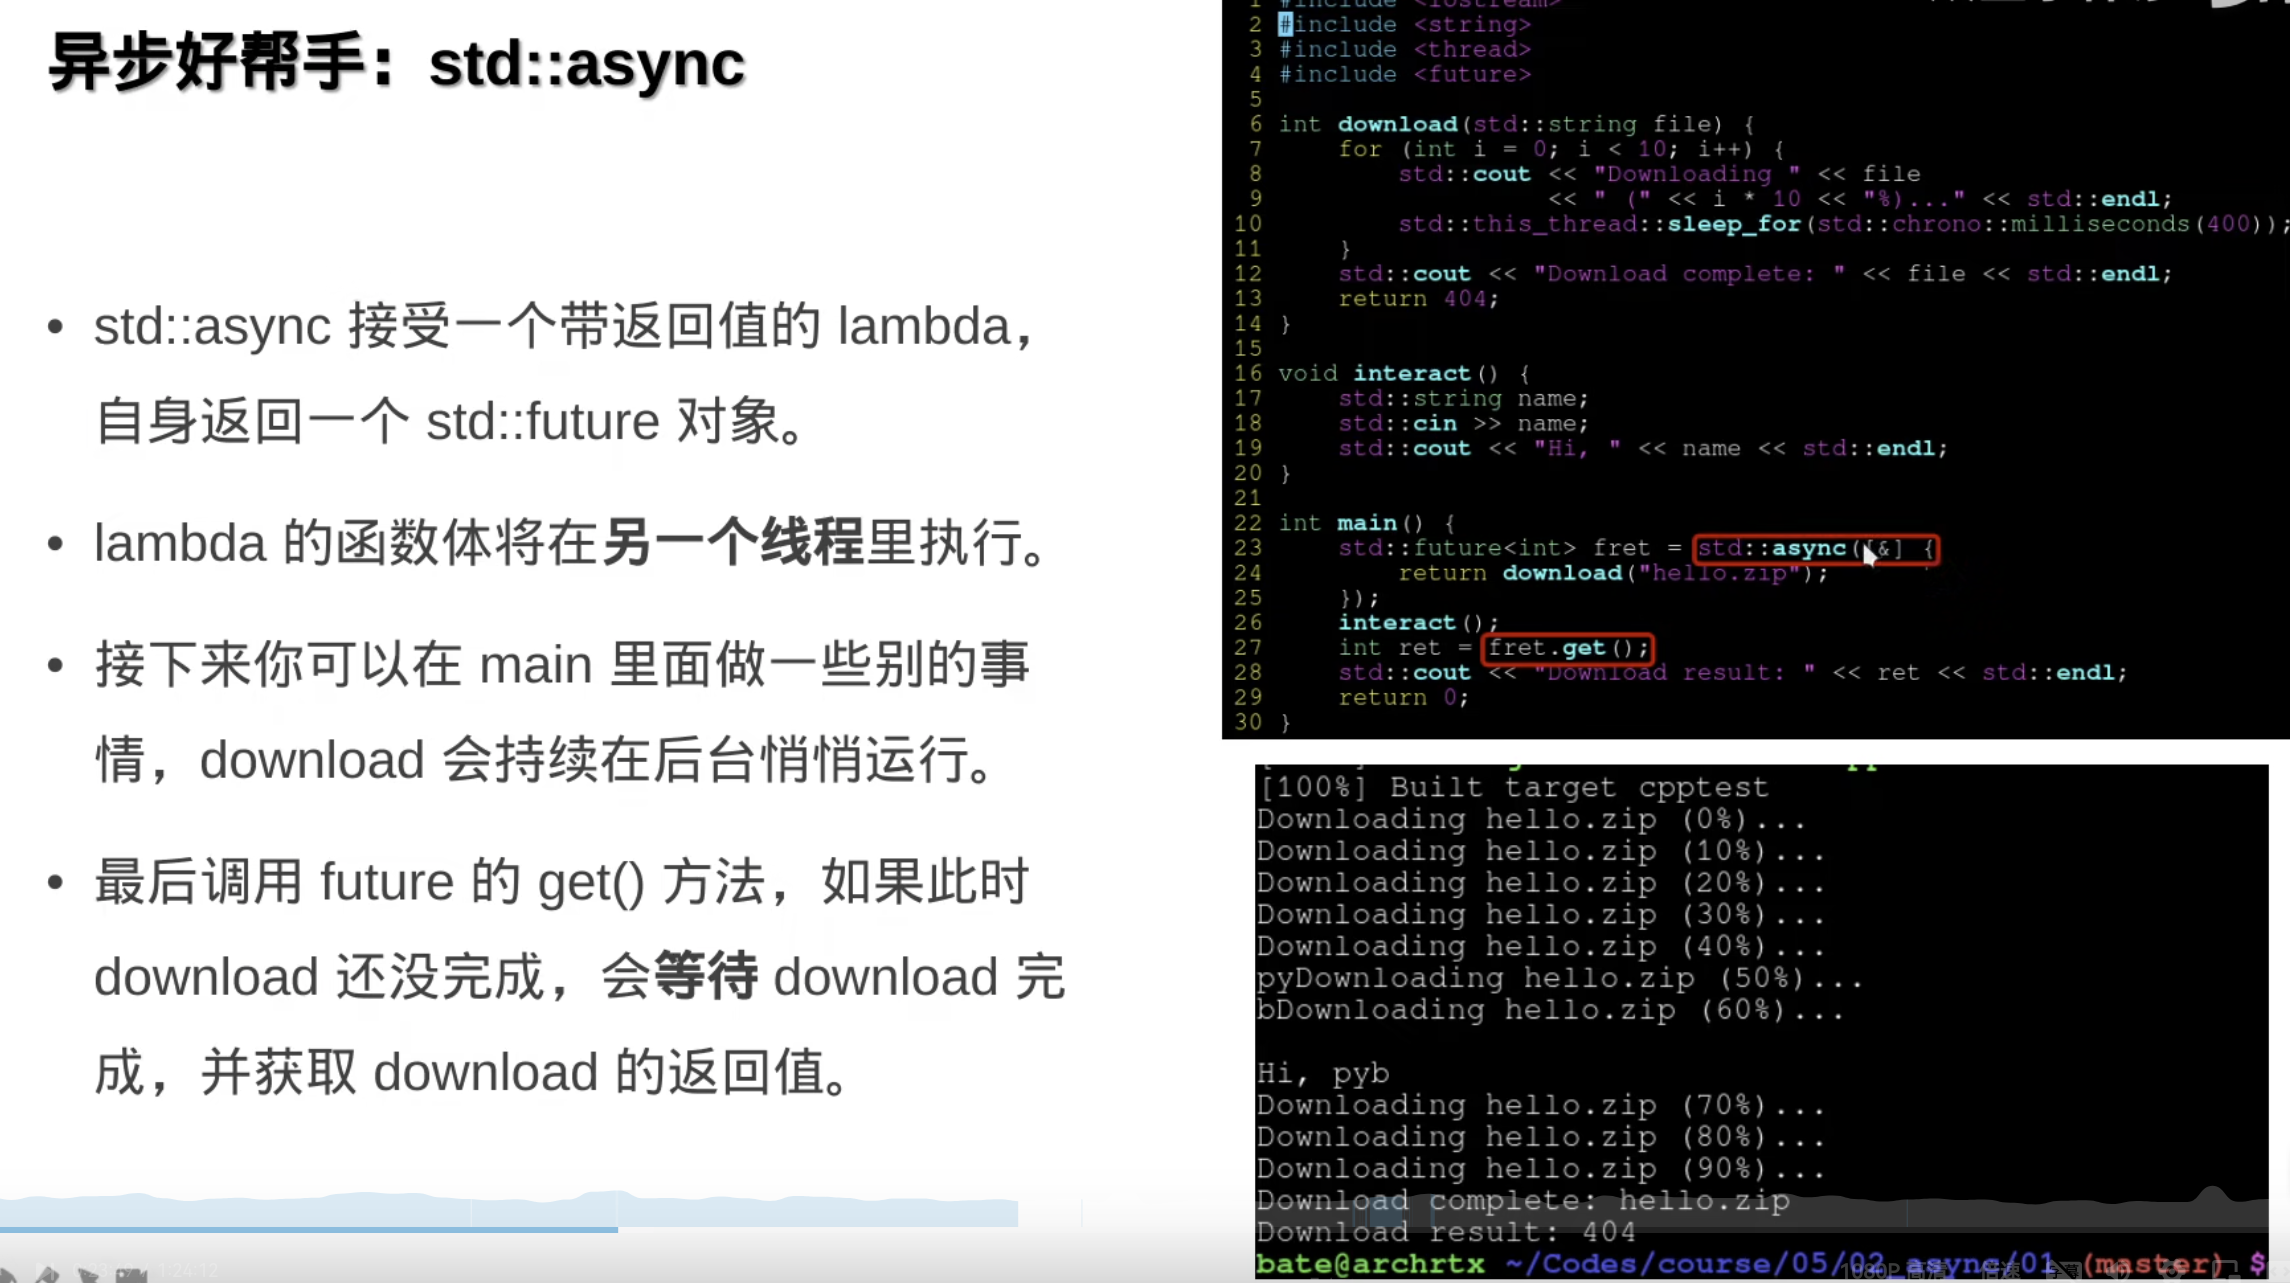 异步好帮手：std::async
• std::async 接受一个带返回值的 lambda，
自身返回一个 std::future 对象。
• lambda 的函数体将在另一个线程里执行。
• 接下来你可以在 main 里面做一些别的事
情，download 会持续在后台悄悄运行。
• 最后调用 future 的 get() 方法，如果此时
download 还没完成，会等待 download 完
成，并获取 download 的返回值。
1 #include <iostream>
2 #include <string>
3 #include <thread>
4 #include <future>
5
6 int download(std::string file) {
7     for (int i = 0; i < 10; i++) {
8         std::cout << "Downloading " << file
9                   << " (" << i * 10 << "%)..." << std::endl;
10         std::this_thread::sleep_for(std::chrono::milliseconds(400));
11     }
12     std::cout << "Download complete: " << file << std::endl;
13     return 404;
14 }
15
16 void interact() {
17     std::string name;
18     std::cin >> name;
19     std::cout << "Hi, " << name << std::endl;
20 }
21
22 int main() {
23     std::future<int> fret = std::async([&] {
24         return download("hello.zip");
25     });
26     interact();
27     int ret = fret.get();
28     std::cout << "Download result: " << ret << std::endl;
29     return 0;
30 }
[100%] Built target cpptest
Downloading hello.zip (0%)...
Downloading hello.zip (10%)...
Downloading hello.zip (20%)...
Downloading hello.zip (30%)...
Downloading hello.zip (40%)...
pyDownloading hello.zip (50%)...
bDownloading hello.zip (60%)...
Hi, pyb
Downloading hello.zip (70%)...
Downloading hello.zip (80%)...
Downloading hello.zip (90%)...
Download complete: hello.zip
Download result: 404
bate@archrtx ~/Codes/course/05/02_async/01 (master) $
1:24:12
1080P 高清
倍速